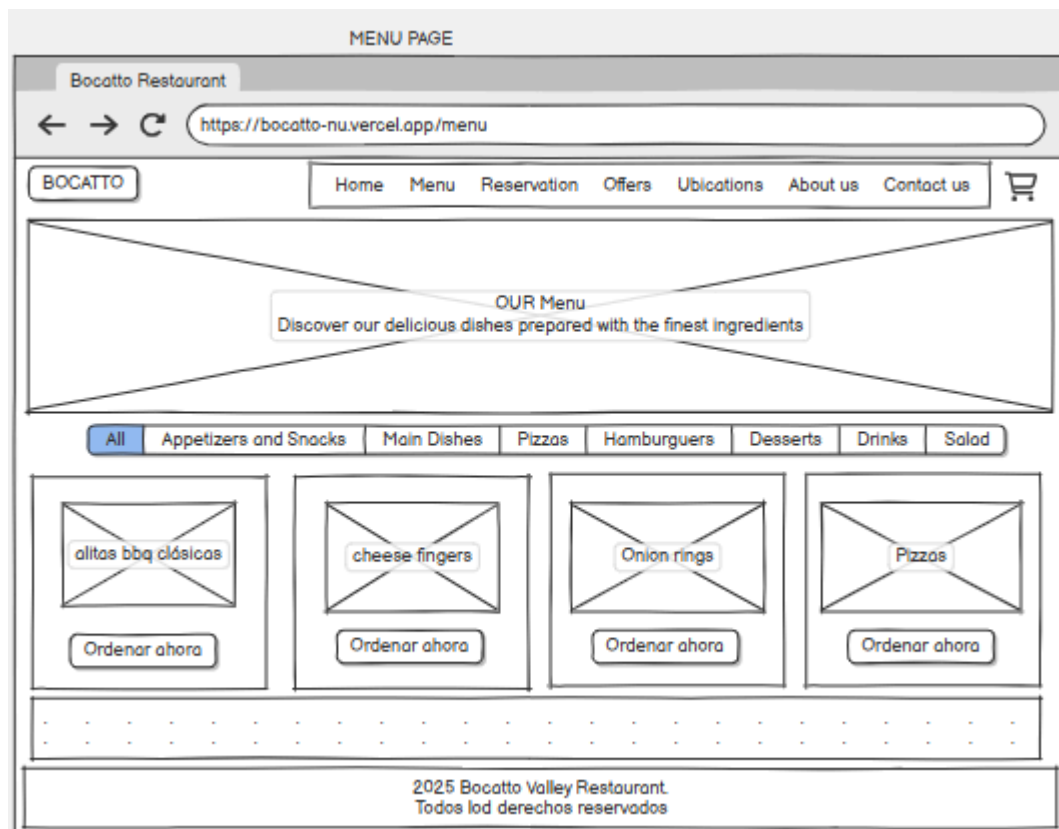 MENU PAGE
Bocatto Restaurant
https://bocatto-nu.vercel.app/menu
BOCATTO
Home Menu Reservation Offers Ubications About us Contact us
OUR Menu
Discover our delicious dishes prepared with the finest ingredients
All Appetizers and Snacks Main Dishes Pizzas Hamburguers Desserts Drinks Salad
alitas bbq clásicas cheese fingers Onion rings Pizzas
Ordenar ahora Ordenar ahora Ordenar ahora Ordenar ahora
2025 Bocatto Valley Restaurant.
Todos lod derechos reservados